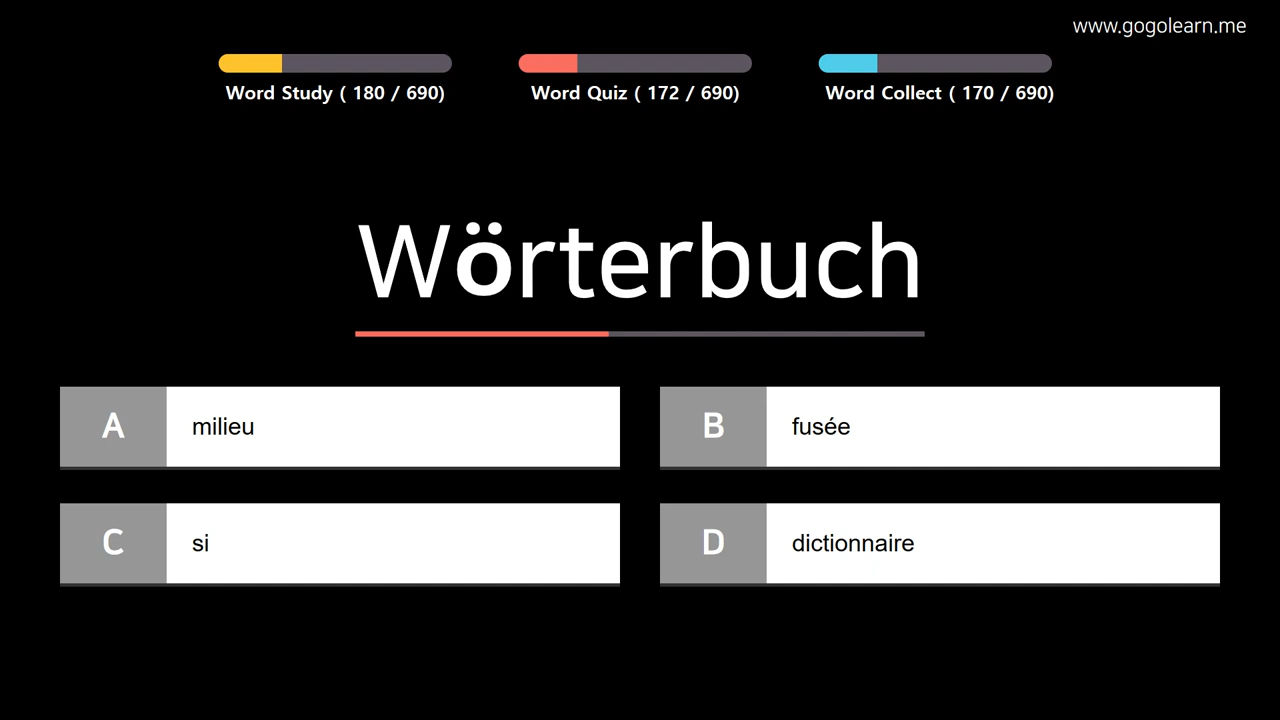 www.gogolearn.me
Word Study ( 180 / 690)
Word Quiz ( 172 / 690)
Word Collect ( 170 / 690)
Wörterbuch
A milieu
B fusée
C si
D dictionnaire